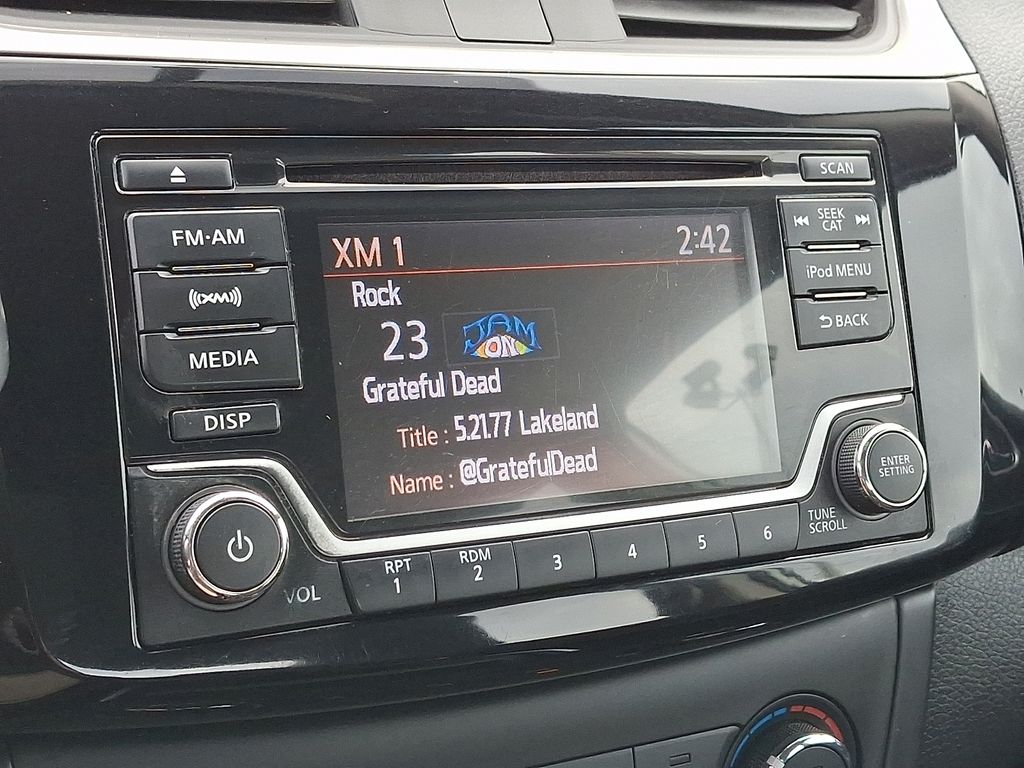 SCAN
FM·AM
XM
MEDIA
DISP
VOL
XM 1 2:42
Rock
23 JAM ON
Grateful Dead
Title : 5.21.77 Lakeland
Name : @GratefulDead
SEEK
CAT
iPod MENU
BACK
ENTER
SETTING
TUNE
SCROLL
RPT
1
RDM
2
3
4
5
6